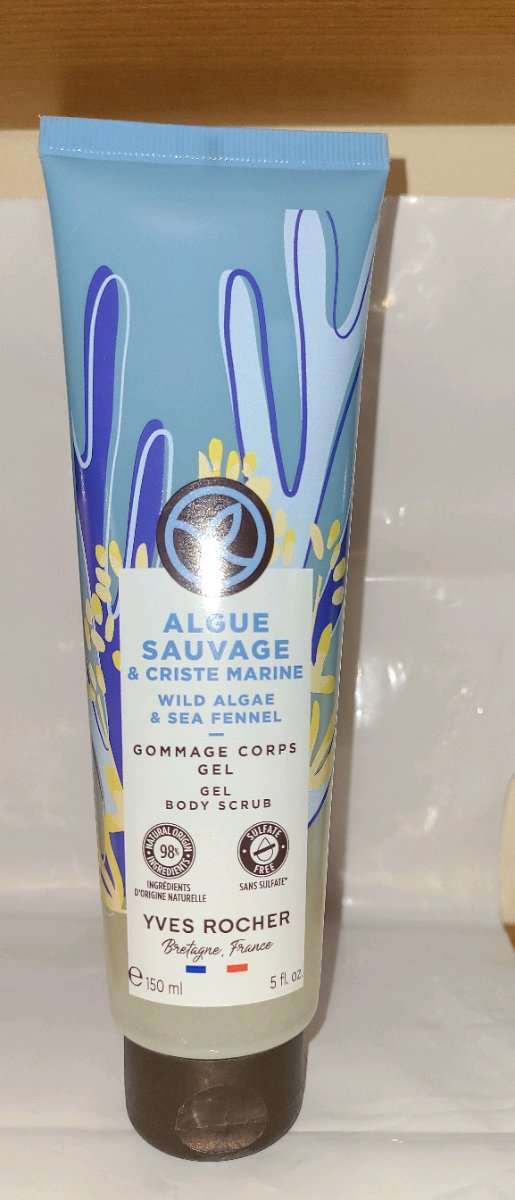 ALGUE
SAUVAGE
& CRISTE MARINE
WILD ALGAE
& SEA FENNEL
GOMMAGE CORPS
GEL
GEL
BODY SCRUB
NATURAL ORIGIN
98%
INGREDIENTS
INGRÉDIENTS
D'ORIGINE NATURELLE
SULFATE
FREE
SANS SULFATE*
YVES ROCHER
Bretagne, France
℮ 150 ml
5 fl. oz.